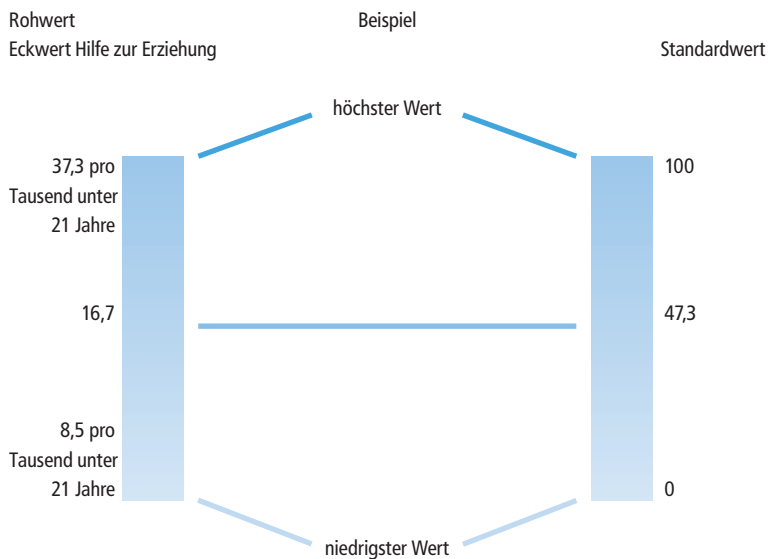 Rohwert
Eckwert Hilfe zur Erziehung
Beispiel
Standardwert
höchster Wert
37,3 pro
Tausend unter
21 Jahre
100
16,7
47,3
8,5 pro
Tausend unter
21 Jahre
0
niedrigster Wert